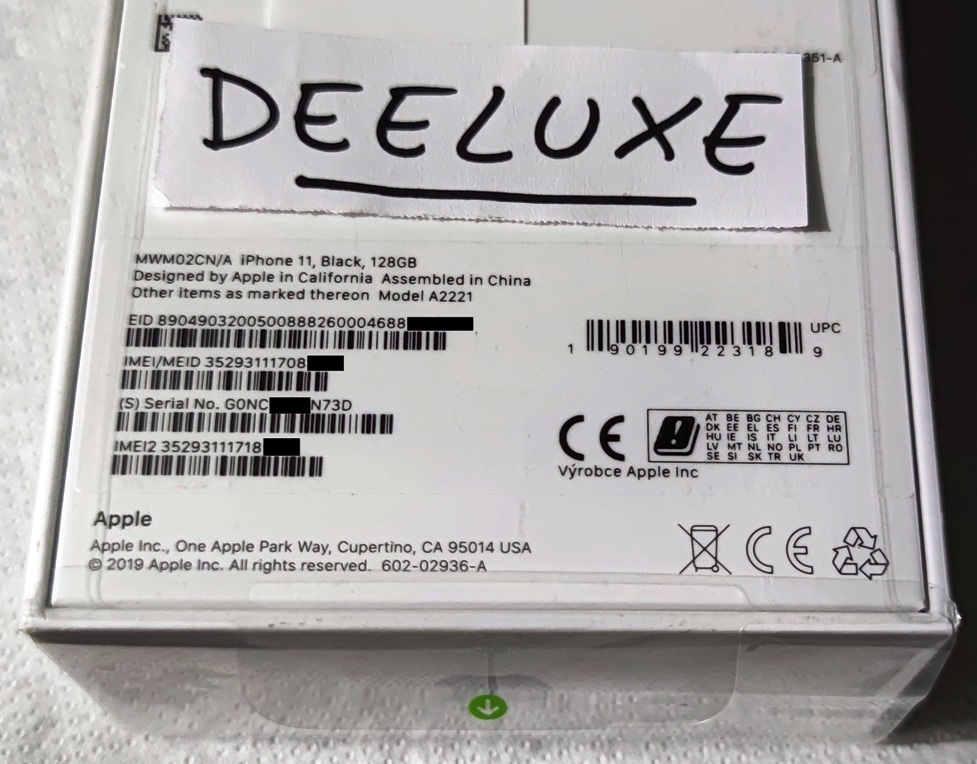 351-A
DEELUXE
MWM02CN/A iPhone 11, Black, 128GB
Designed by Apple in California Assembled in China
Other items as marked thereon Model A2221
EID 8904903200500888260004688
IMEI/MEID 35293111708
(S) Serial No. G0NC N73D
IMEI2 35293111718
UPC
1 90199 22318 9
CE
AT BE BG CH CY CZ DE
DK EE EL ES FI FR HR
HU IE IS IT LI LT LU
LV MT NL NO PL PT RO
SE SI SK TR UK
Výrobce Apple Inc
Apple
Apple Inc., One Apple Park Way, Cupertino, CA 95014 USA
© 2019 Apple Inc. All rights reserved. 602-02936-A
CE